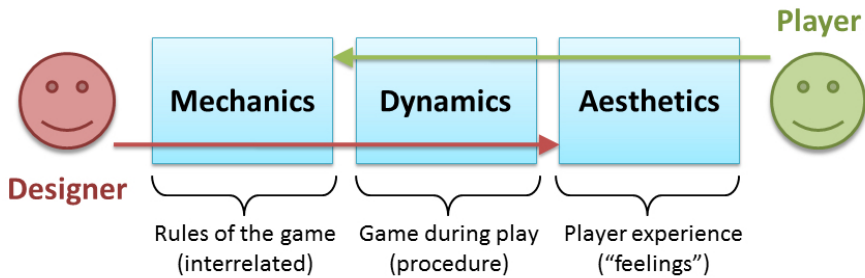 Player
Mechanics
Dynamics
Aesthetics
Designer
Rules of the game
(interrelated)
Game during play
(procedure)
Player experience
(“feelings”)